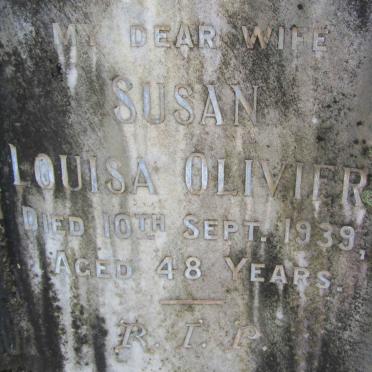 MY DEAR WIFE
SUSAN
LOUISA OLIVIER
DIED 10TH SEPT. 1939,
AGED 48 YEARS.
R.I.P.